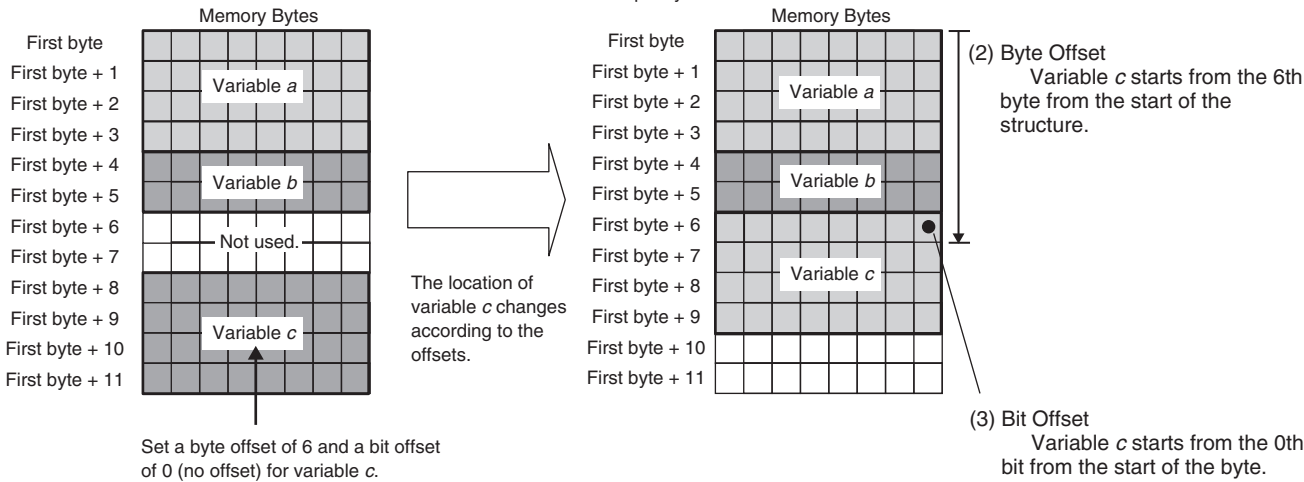 Memory Bytes
First byte
First byte + 1
First byte + 2
First byte + 3
First byte + 4
First byte + 5
First byte + 6
First byte + 7
First byte + 8
First byte + 9
First byte + 10
First byte + 11
Variable a
Variable b
Not used.
Variable c
Set a byte offset of 6 and a bit offset
of 0 (no offset) for variable c.
The location of
variable c changes
according to the
offsets.
Memory Bytes
First byte
First byte + 1
First byte + 2
First byte + 3
First byte + 4
First byte + 5
First byte + 6
First byte + 7
First byte + 8
First byte + 9
First byte + 10
First byte + 11
Variable a
Variable b
Variable c
(2) Byte Offset
Variable c starts from the 6th
byte from the start of the
structure.
(3) Bit Offset
Variable c starts from the 0th
bit from the start of the byte.